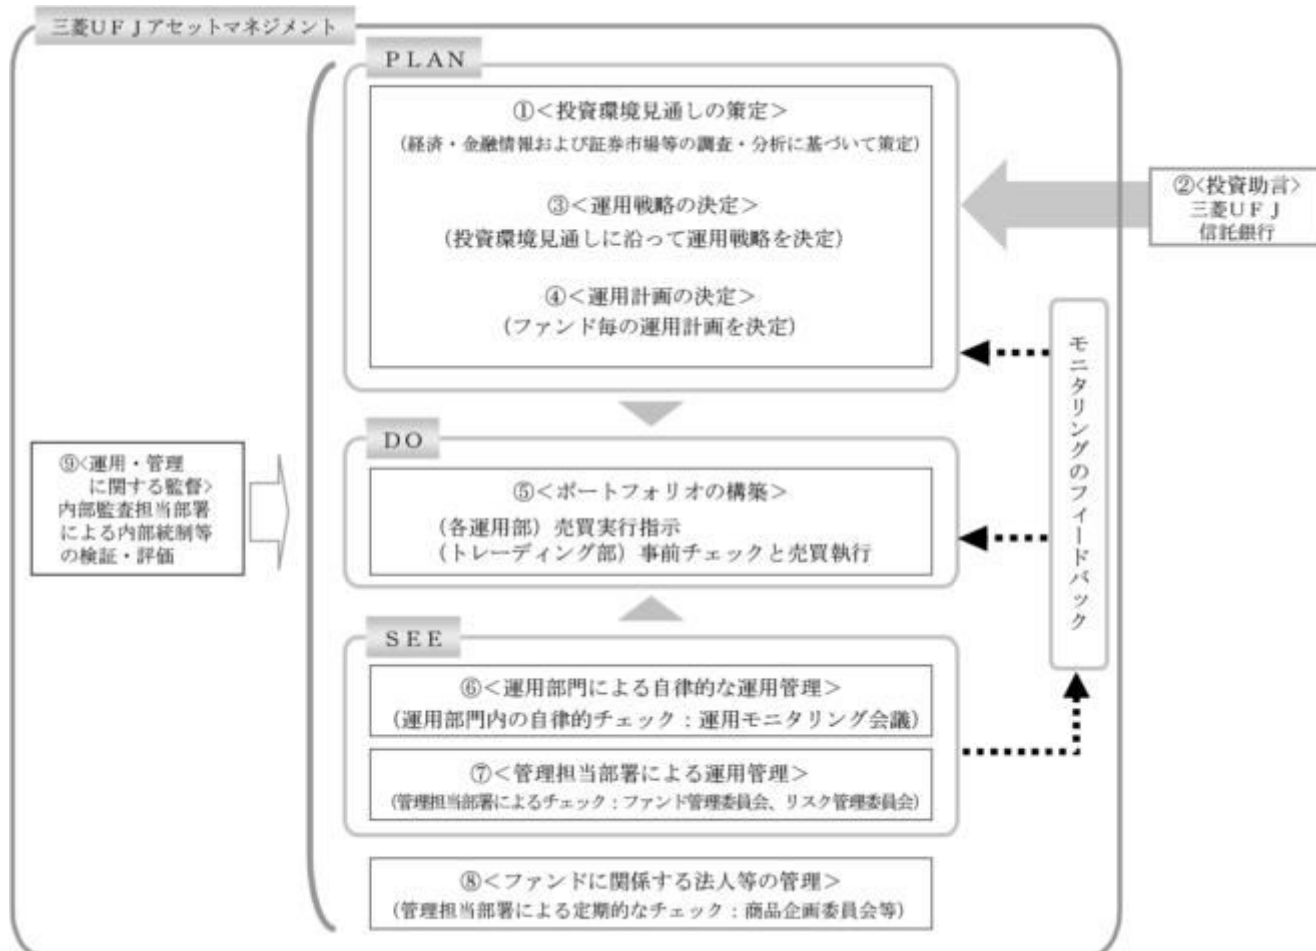 三菱UFJアセットマネジメント
PLAN
①<投資環境見通しの策定>
(経済・金融情報および証券市場等の調査・分析に基づいて策定)
②<投資助言>
三菱UFJ
信託銀行
③<運用戦略の決定>
(投資環境見通しに沿って運用戦略を決定)
④<運用計画の決定>
(ファンド毎の運用計画を決定)
モニタリングのフィードバック
DO
⑤<ポートフォリオの構築>
(各運用部)売買実行指示
(トレーディング部)事前チェックと売買執行
⑨<運用・管理
に関する監督>
内部監査担当部署
による内部統制等
の検証・評価
SEE
⑥<運用部門による自律的な運用管理>
(運用部門内の自律的チェック:運用モニタリング会議)
⑦<管理担当部署による運用管理>
(管理担当部署によるチェック:ファンド管理委員会、リスク管理委員会)
⑧<ファンドに関係する法人等の管理>
(管理担当部署による定期的なチェック:商品企画委員会等)